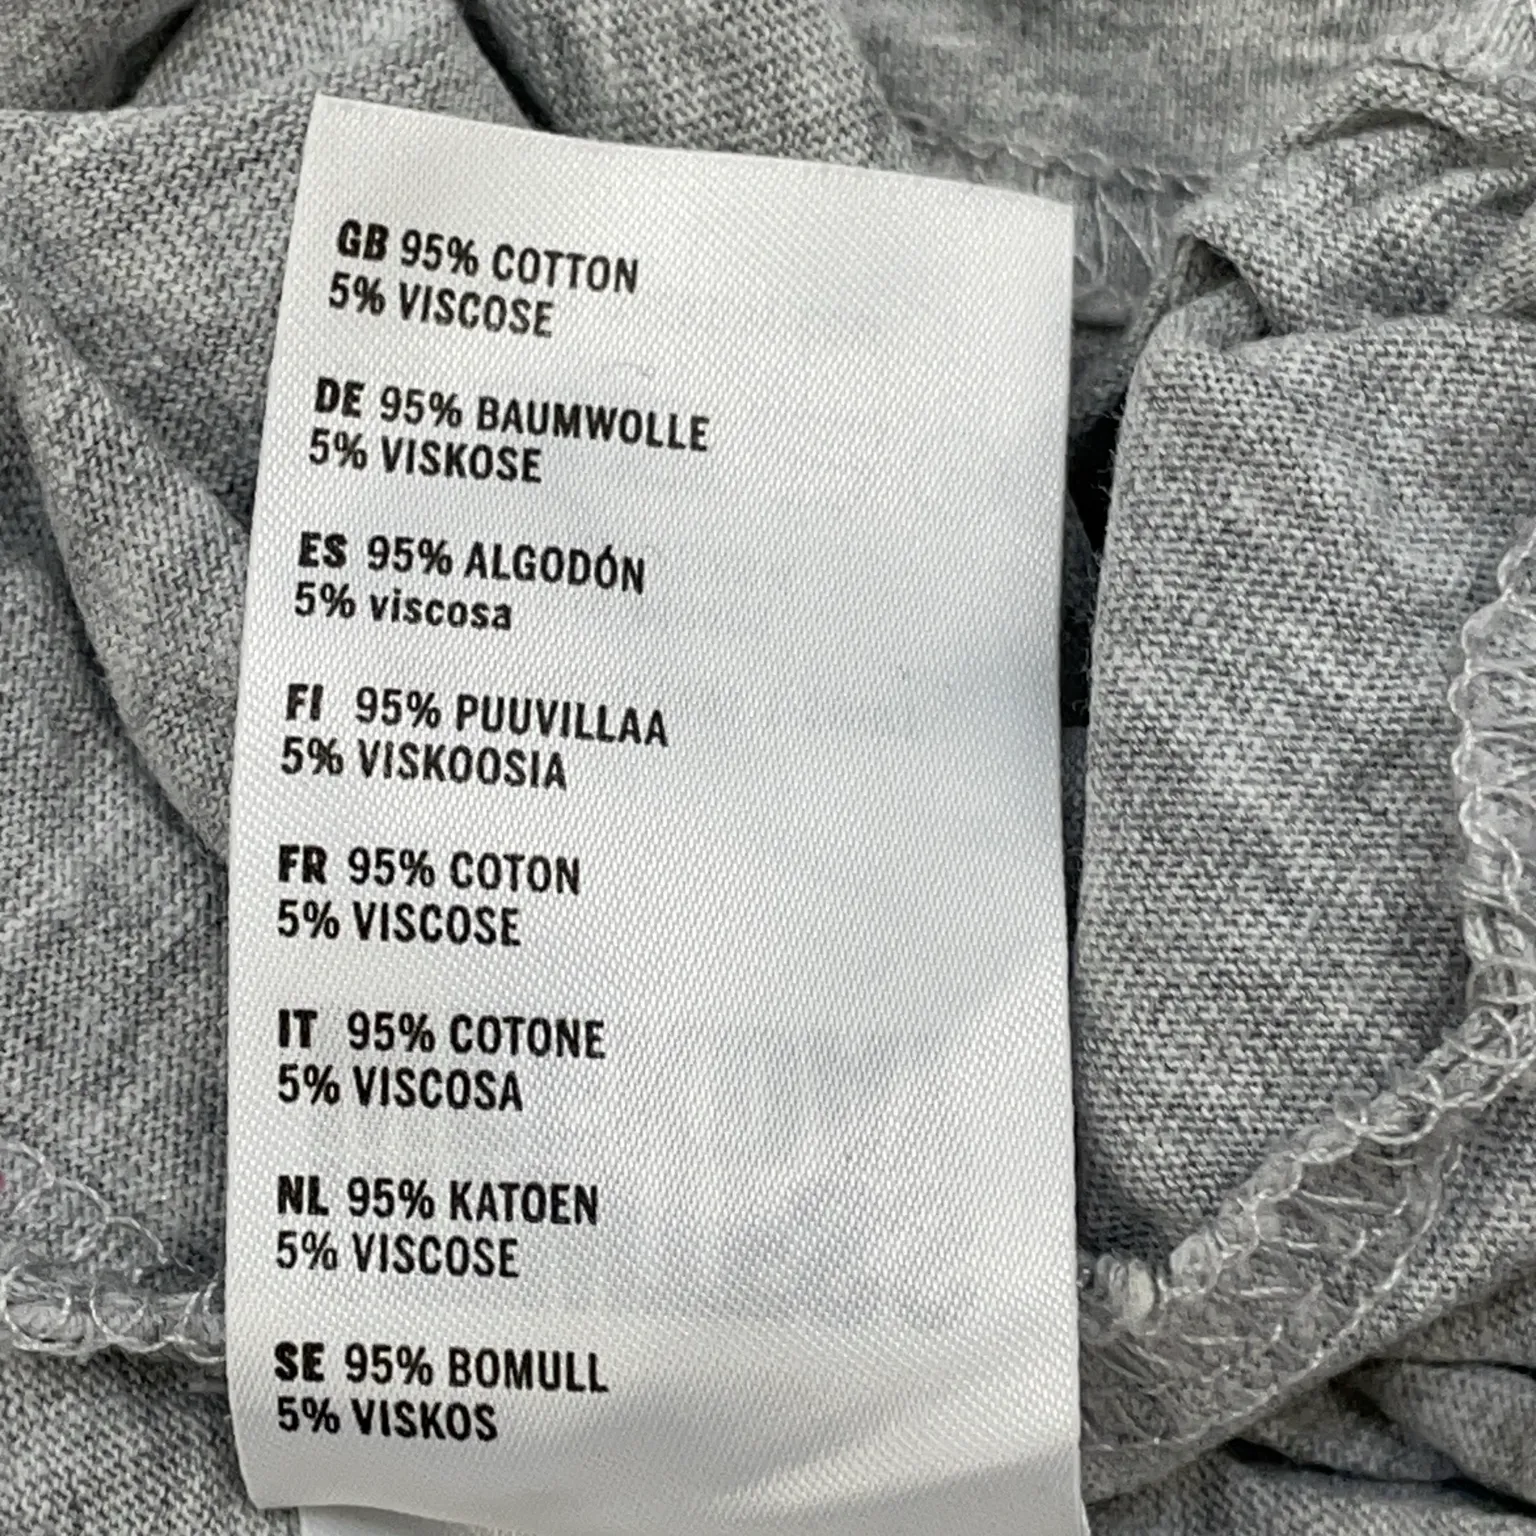 GB 95% COTTON
5% VISCOSE
DE 95% BAUMWOLLE
5% VISKOSE
ES 95% ALGODÓN
5% viscosa
FI 95% PUUVILLAA
5% VISKOOSIA
FR 95% COTON
5% VISCOSE
IT 95% COTONE
5% VISCOSA
NL 95% KATOEN
5% VISCOSE
SE 95% BOMULL
5% VISKOS